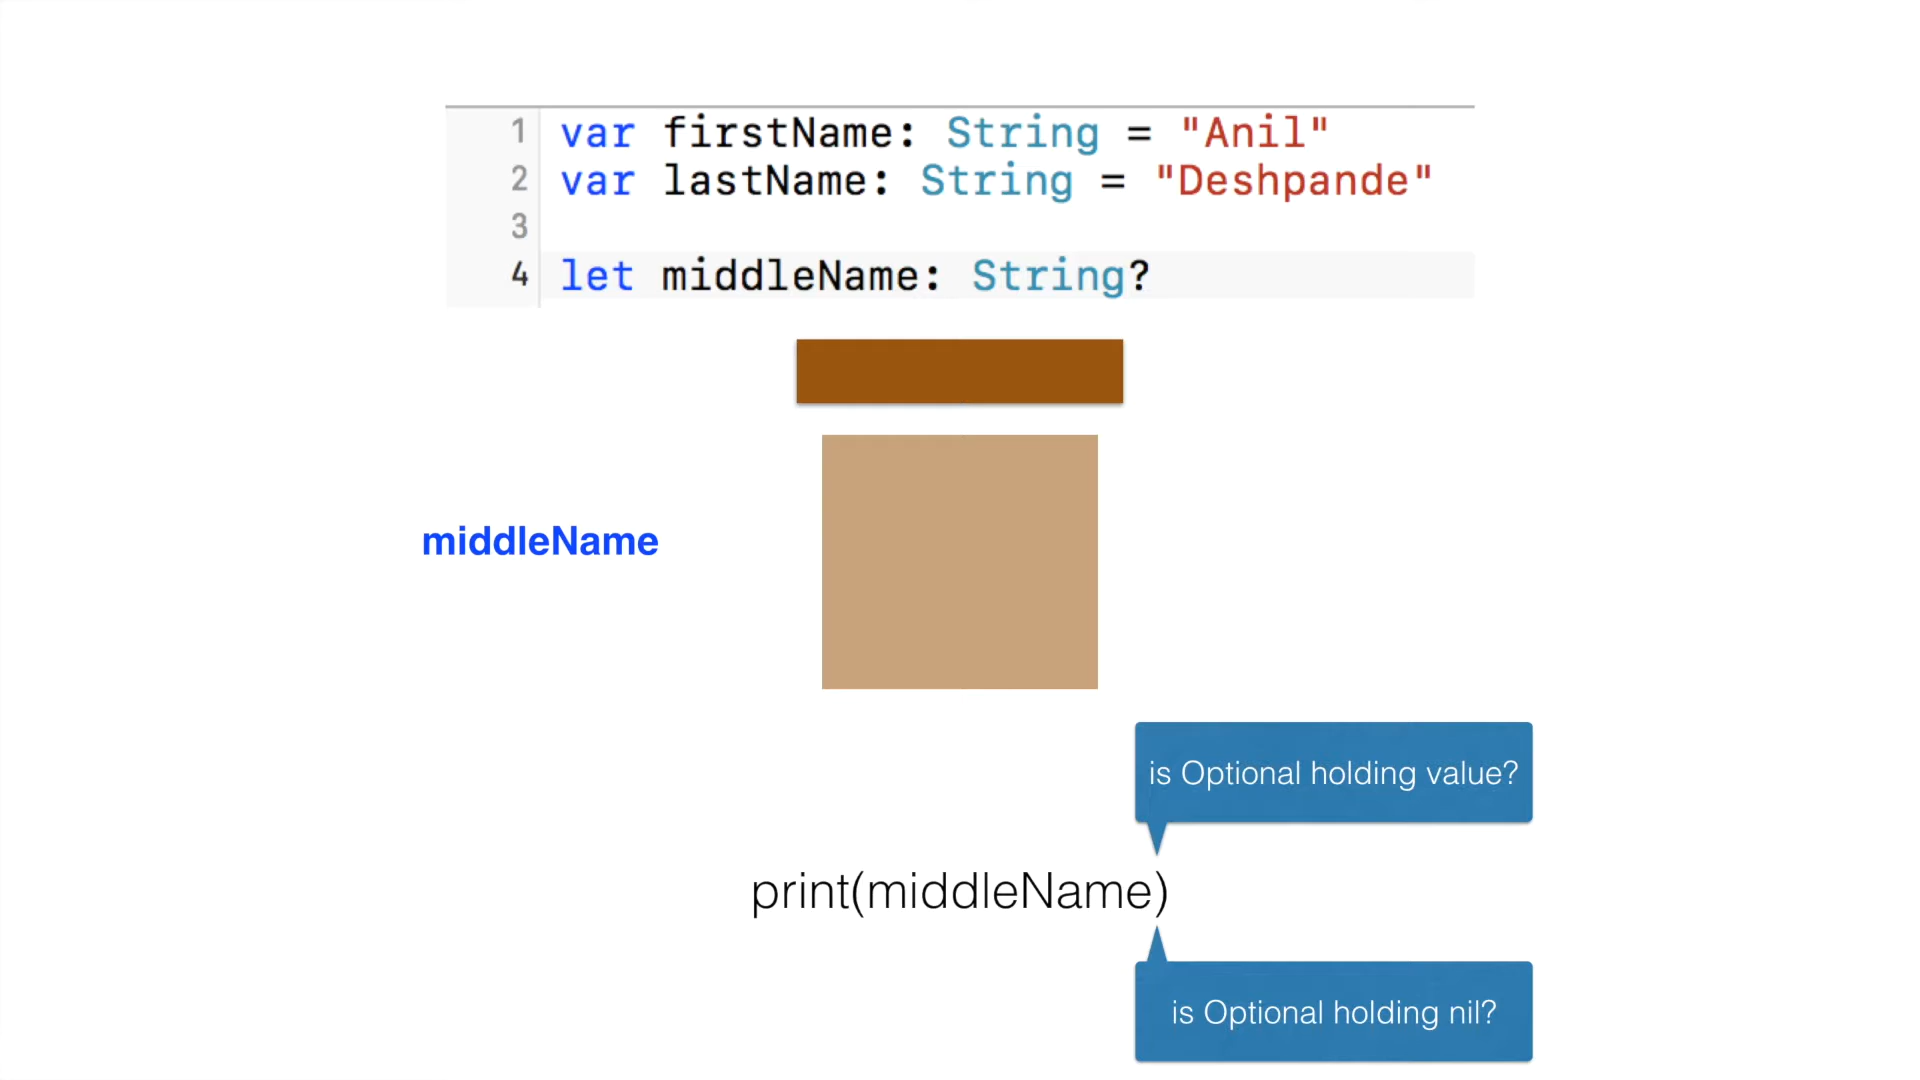 1 var firstName: String = "Anil"
2 var lastName: String = "Deshpande"
3
4 let middleName: String?
middleName
is Optional holding value?
print(middleName)
is Optional holding nil?